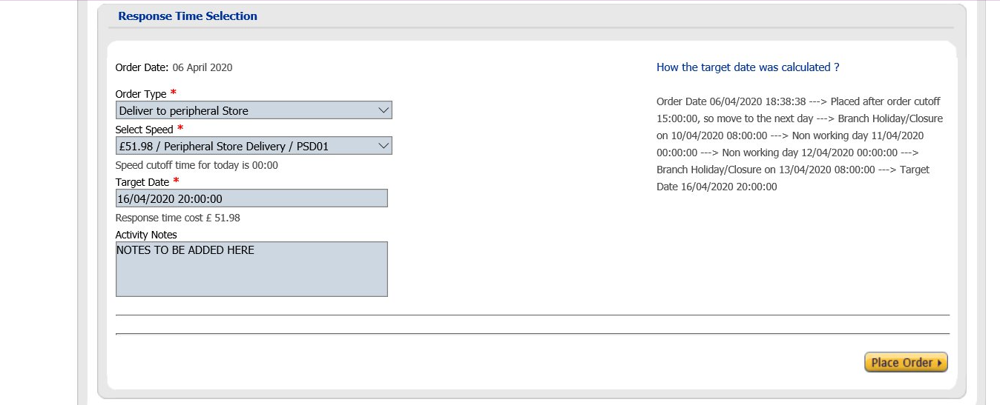 Response Time Selection
Order Date: 06 April 2020
Order Type *
Deliver to peripheral Store
Select Speed *
£51.98 / Peripheral Store Delivery / PSD01
Speed cutoff time for today is 00:00
Target Date *
16/04/2020 20:00:00
Response time cost £ 51.98
Activity Notes
NOTES TO BE ADDED HERE
How the target date was calculated ?
Order Date 06/04/2020 18:38:38 ---> Placed after order cutoff
15:00:00, so move to the next day ---> Branch Holiday/Closure
on 10/04/2020 08:00:00 ---> Non working day 11/04/2020
00:00:00 ---> Non working day 12/04/2020 00:00:00 --->
Branch Holiday/Closure on 13/04/2020 08:00:00 ---> Target
Date 16/04/2020 20:00:00
Place Order